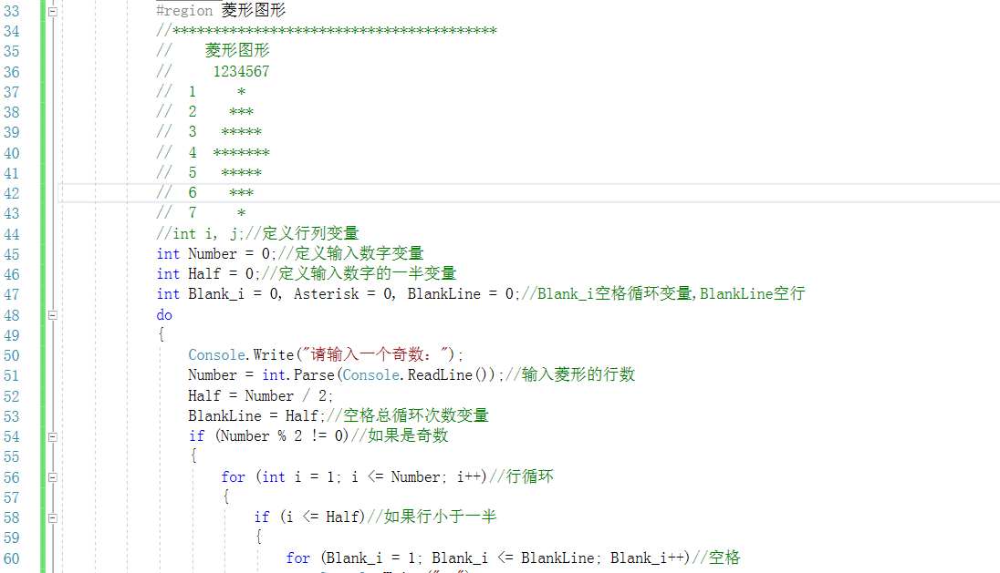 33 #region 菱形图形
34 //****************************************
35 //    菱形图形
36 //     1234567
37 //  1     *
38 //  2    ***
39 //  3   *****
40 //  4  *******
41 //  5   *****
42 //  6    ***
43 //  7     *
44 //int i, j;//定义行列变量
45 int Number = 0;//定义输入数字变量
46 int Half = 0;//定义输入数字的一半变量
47 int Blank_i = 0, Asterisk = 0, BlankLine = 0;//Blank_i空格循环变量,BlankLine空行
48 do
49 {
50     Console.Write("请输入一个奇数：");
51     Number = int.Parse(Console.ReadLine());//输入菱形的行数
52     Half = Number / 2;
53     BlankLine = Half;//空格总循环次数变量
54     if (Number % 2 != 0)//如果是奇数
55     {
56         for (int i = 1; i <= Number; i++)//行循环
57         {
58             if (i <= Half)//如果行小于一半
59             {
60                 for (Blank_i = 1; Blank_i <= BlankLine; Blank_i++)//空格